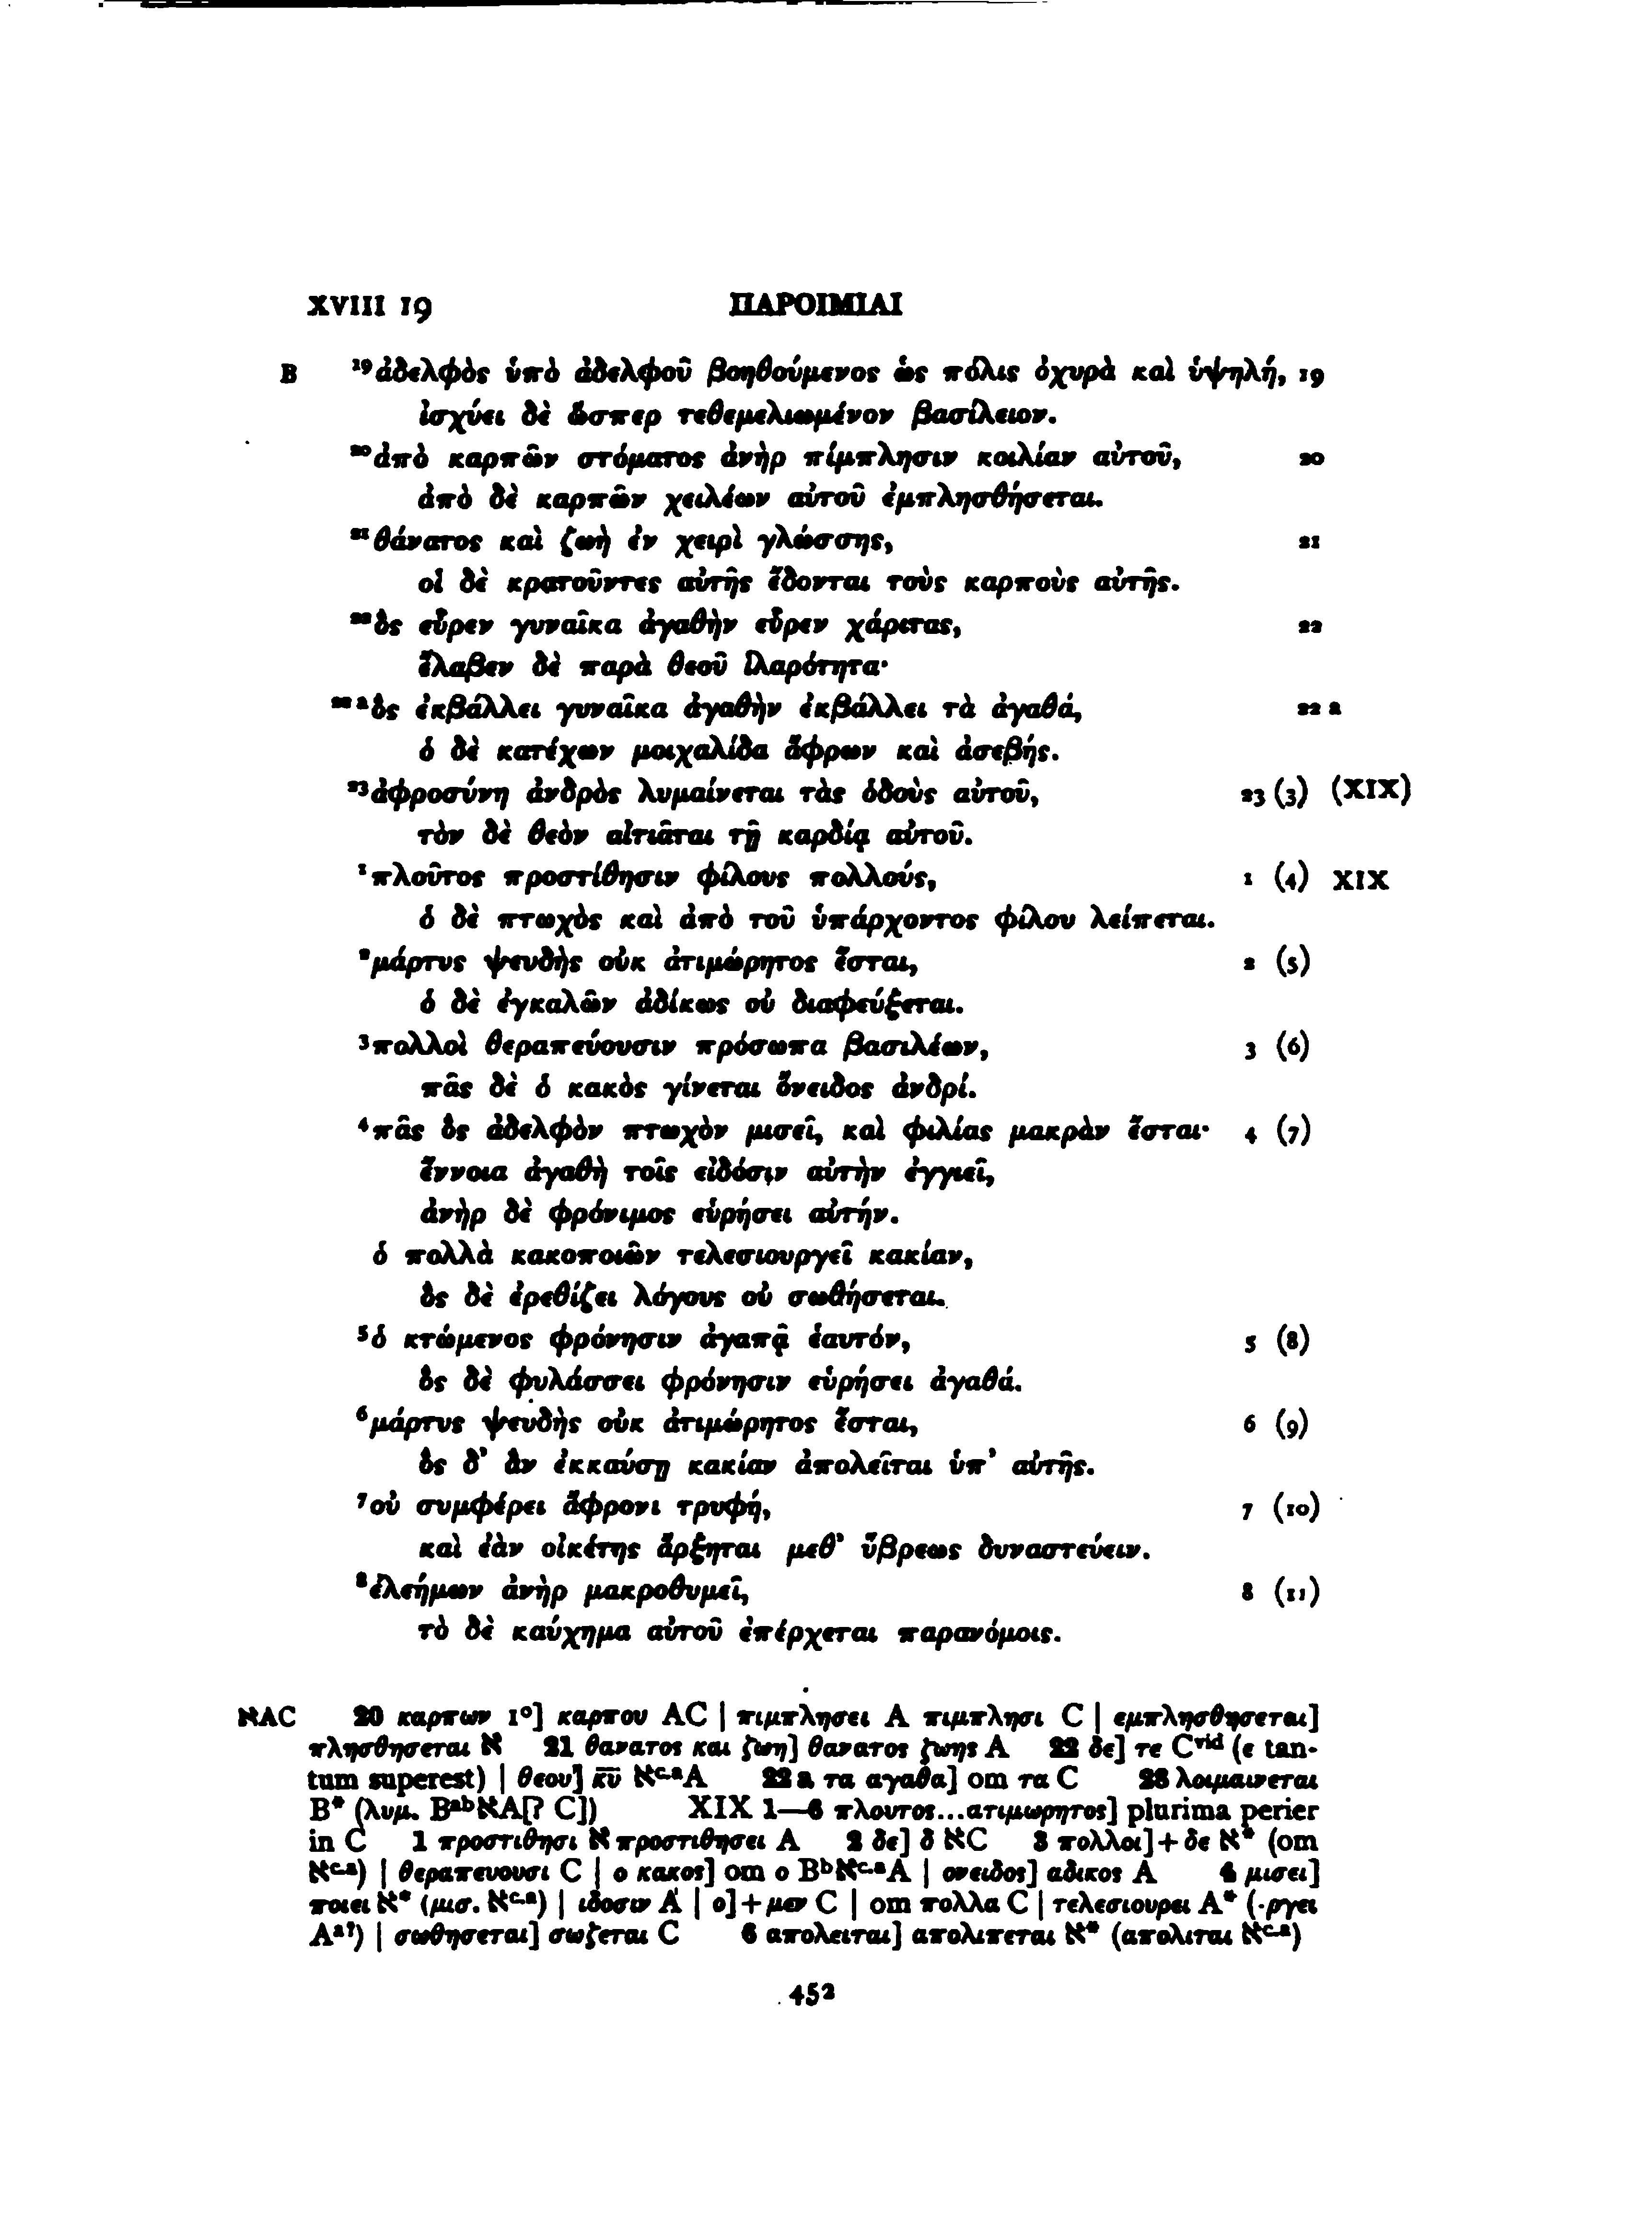 XVIII 19 ΠΑΡΟΙΜΙΑΙ
B ¹⁹ἀδελφὸς ὑπὸ ἀδελφοῦ βοηθούμενος ὡς πόλις ὀχυρὰ καὶ ὑψηλή, 19
ἰσχύει δὲ ὥσπερ τεθεμελιωμένον βασίλειον.
²⁰ἀπὸ καρπῶν στόματος ἀνὴρ πίμπλησιν κοιλίαν αὐτοῦ, 20
ἀπὸ δὲ καρπῶν χειλέων αὐτοῦ ἐμπλησθήσεται.
²¹θάνατος καὶ ζωὴ ἐν χειρὶ γλώσσης, 21
οἱ δὲ κρατοῦντες αὐτῆς ἔδονται τοὺς καρποὺς αὐτῆς.
²²ὃς εὗρεν γυναῖκα ἀγαθὴν εὗρεν χάριτας, 22
ἔλαβεν δὲ παρὰ θεοῦ ἱλαρότητα·
²²ᵃὃς ἐκβάλλει γυναῖκα ἀγαθὴν ἐκβάλλει τὰ ἀγαθά, 22 a
ὁ δὲ κατέχων μοιχαλίδα ἄφρων καὶ ἀσεβής.
²³ἀφροσύνη ἀνδρὸς λυμαίνεται τὰς ὁδοὺς αὐτοῦ, 23 (3) (XIX)
τὸν δὲ θεὸν αἰτιᾶται τῇ καρδίᾳ αὐτοῦ.
¹πλοῦτος προστίθησιν φίλους πολλούς, 1 (4) XIX
ὁ δὲ πτωχὸς καὶ ἀπὸ τοῦ ὑπάρχοντος φίλου λείπεται.
²μάρτυς ψευδὴς οὐκ ἀτιμώρητος ἔσται, 2 (5)
ὁ δὲ ἐγκαλῶν ἀδίκως οὐ διαφεύξεται.
³πολλοὶ θεραπεύουσιν πρόσωπα βασιλέων, 3 (6)
πᾶς δὲ ὁ κακὸς γίνεται ὄνειδος ἀνδρί.
⁴πᾶς ὃς ἀδελφὸν πτωχὸν μισεῖ, καὶ φιλίας μακρὰν ἔσται· 4 (7)
ἔννοια ἀγαθὴ τοῖς εἰδόσιν αὐτὴν ἐγγιεῖ,
ἀνὴρ δὲ φρόνιμος εὑρήσει αὐτήν.
ὁ πολλὰ κακοποιῶν τελεσιουργεῖ κακίαν,
ὃς δὲ ἐρεθίζει λόγους οὐ σωθήσεται.
⁵ὁ κτώμενος φρόνησιν ἀγαπᾷ ἑαυτόν, 5 (8)
ὃς δὲ φυλάσσει φρόνησιν εὑρήσει ἀγαθά.
⁶μάρτυς ψευδὴς οὐκ ἀτιμώρητος ἔσται, 6 (9)
ὃς δ᾽ ἂν ἐκκαύσῃ κακίαν ἀπολεῖται ὑπ᾽ αὐτῆς.
⁷οὐ συμφέρει ἄφρονι τρυφή, 7 (10)
καὶ ἐὰν οἰκέτης ἄρξηται μεθ᾽ ὕβρεως δυναστεύειν.
⁸ἐλεήμων ἀνὴρ μακροθυμεῖ, 8 (11)
τὸ δὲ καύχημα αὐτοῦ ἐπέρχεται παρανόμοις.
ℵAC 20 καρπων 1°] καρπου AC | πιμπλησει A πιμπλησι C | εμπλησθησεται]
πλησθησεται ℵ 21 θανατος και ζωη] θανατος ζωης A 22 δε] τε Cᵛⁱᵈ (ε tan-
tum superest) | θεου] κ̅υ̅ ℵᶜ·ᵃA 22 a τα αγαθα] om τα C 23 λοιμαινεται
B* (λυμ. BᵃᵇℵA[? C]) XIX 1—6 πλουτος...ατιμωρητος] plurima perier
in C 1 προστιθησι ℵ προστιθησει A 2 δε] δ ℵC 3 πολλοι]+δε ℵ* (om
ℵᶜ·ᵃ) | θεραπευουσι C | ο κακος] om ο Bᵇℵᶜ·ᵃA | ονειδος] αδικος A 4 μισει]
ποιει ℵ* (μισ. ℵᶜ·ᵃ) | ιδοσιν A | ο]+μεν C | om πολλα C | τελεσιουρει A* (-ργει
Aᵃ?) | σωθησεται] σωζεται C 6 απολειται] απολιπεται ℵ* (απολιται ℵᶜ·ᵃ)
452